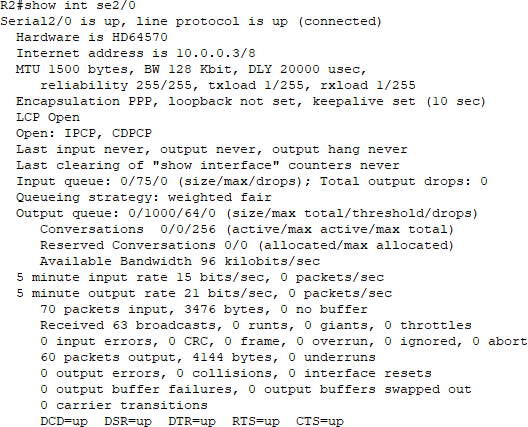 R2#show int se2/0
Serial2/0 is up, line protocol is up (connected)
Hardware is HD64570
Internet address is 10.0.0.3/8
MTU 1500 bytes, BW 128 Kbit, DLY 20000 usec,
reliability 255/255, txload 1/255, rxload 1/255
Encapsulation PPP, loopback not set, keepalive set (10 sec)
LCP Open
Open: IPCP, CDPCP
Last input never, output never, output hang never
Last clearing of "show interface" counters never
Input queue: 0/75/0 (size/max/drops); Total output drops: 0
Queueing strategy: weighted fair
Output queue: 0/1000/64/0 (size/max total/threshold/drops)
Conversations 0/0/256 (active/max active/max total)
Reserved Conversations 0/0 (allocated/max allocated)
Available Bandwidth 96 kilobits/sec
5 minute input rate 15 bits/sec, 0 packets/sec
5 minute output rate 21 bits/sec, 0 packets/sec
70 packets input, 3476 bytes, 0 no buffer
Received 63 broadcasts, 0 runts, 0 giants, 0 throttles
0 input errors, 0 CRC, 0 frame, 0 overrun, 0 ignored, 0 abort
60 packets output, 4144 bytes, 0 underruns
0 output errors, 0 collisions, 0 interface resets
0 output buffer failures, 0 output buffers swapped out
0 carrier transitions
DCD=up DSR=up DTR=up RTS=up CTS=up